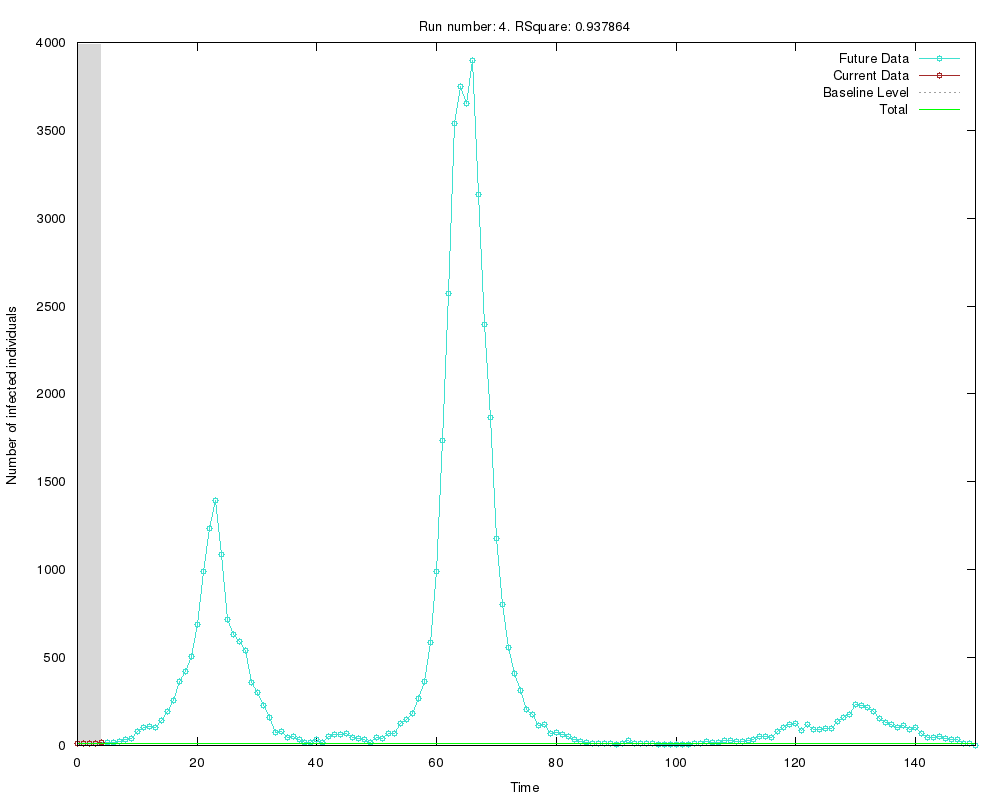 Run number: 4. RSquare: 0.937864
Future Data
Current Data
Baseline Level
Total
4000
3500
3000
2500
2000
1500
1000
500
0
Number of infected individuals
0 20 40 60 80 100 120 140
Time